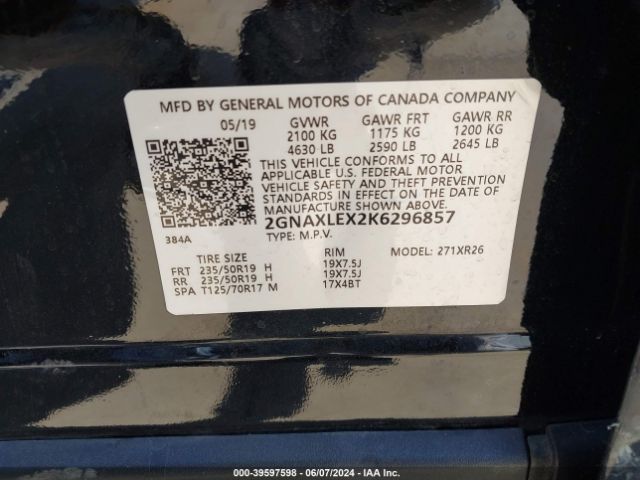 MFD BY GENERAL MOTORS OF CANADA COMPANY
05/19 GVWR GAWR FRT GAWR RR
2100 KG 1175 KG 1200 KG
4630 LB 2590 LB 2645 LB
THIS VEHICLE CONFORMS TO ALL
APPLICABLE U.S. FEDERAL MOTOR
VEHICLE SAFETY AND THEFT PREVENTION
STANDARDS IN EFFECT ON THE DATE OF
MANUFACTURE SHOWN ABOVE.
2GNAXLEX2K6296857
384A TYPE: M.P.V. MODEL: 271XR26
TIRE SIZE RIM
FRT 235/50R19 H 19X7.5J
RR 235/50R19 H 19X7.5J
SPA T125/70R17 M 17X4BT
000-39597598 - 06/07/2024 - IAA Inc.